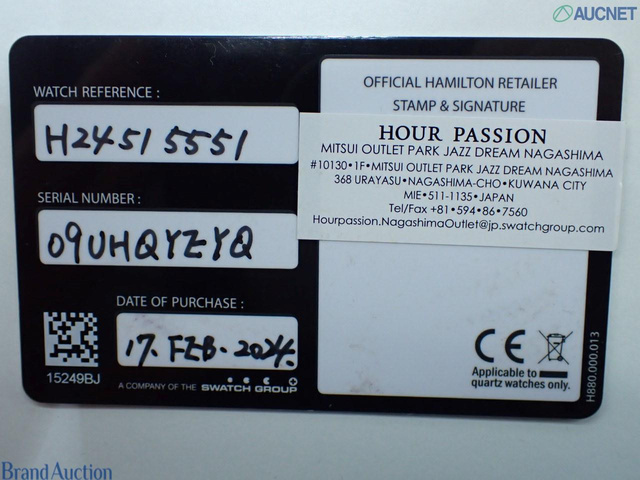 AUCNET
WATCH REFERENCE :
H24515551
SERIAL NUMBER :
09UHQYZYQ
DATE OF PURCHASE :
17. FEB. 2024.
15249BJ
A COMPANY OF THE SWATCH GROUP
OFFICIAL HAMILTON RETAILER
STAMP & SIGNATURE
HOUR PASSION
MITSUI OUTLET PARK JAZZ DREAM NAGASHIMA
#10130•1F•MITSUI OUTLET PARK JAZZ DREAM NAGASHIMA
368 URAYASU•NAGASHIMA-CHO•KUWANA CITY
MIE•511-1135•JAPAN
Tel/Fax +81•594•86•7560
Hourpassion.NagashimaOutlet@jp.swatchgroup.com
CE
Applicable to
quartz watches only.
H880.000.013
Brand Auction